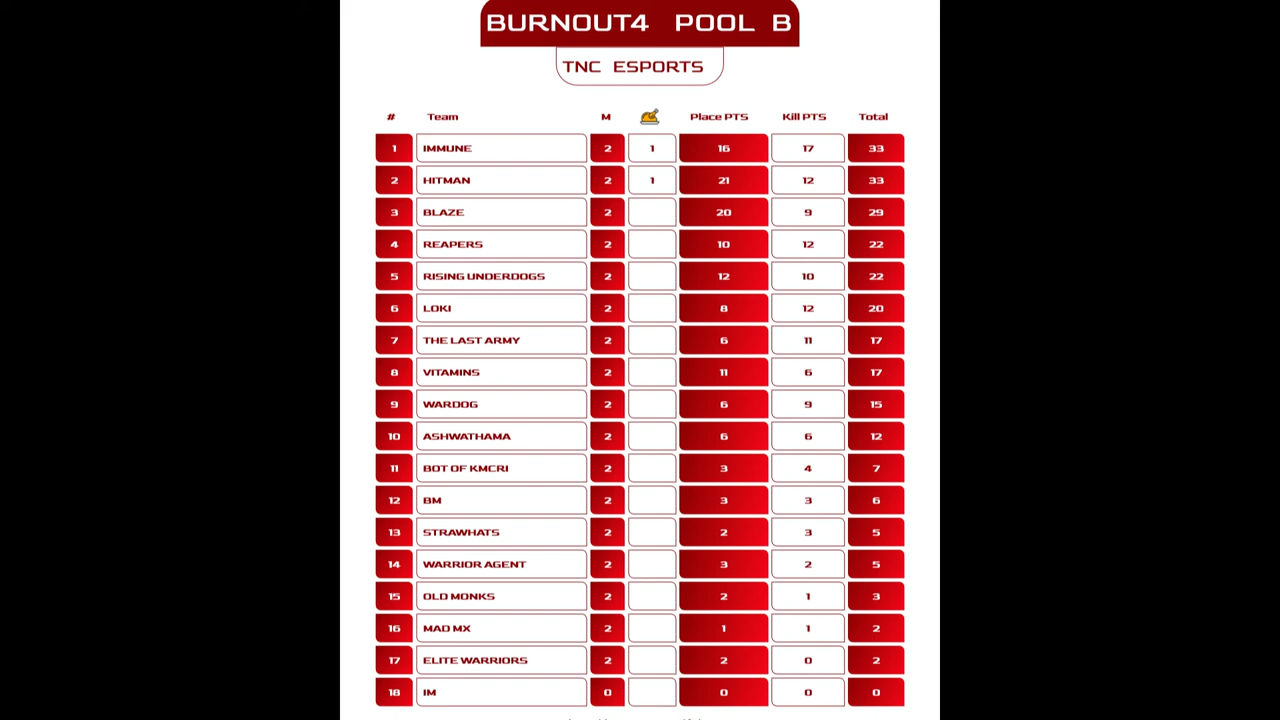 BURNOUT4 POOL B
TNC ESPORTS
# Team M Place PTS Kill PTS Total
1 IMMUNE 2 1 16 17 33
2 HITMAN 2 1 21 12 33
3 BLAZE 2 20 9 29
4 REAPERS 2 10 12 22
5 RISING UNDERDOGS 2 12 10 22
6 LOKI 2 8 12 20
7 THE LAST ARMY 2 6 11 17
8 VITAMINS 2 11 6 17
9 WARDOG 2 6 9 15
10 ASHWATHAMA 2 6 6 12
11 BOT OF KMCRI 2 3 4 7
12 BM 2 3 3 6
13 STRAWHATS 2 2 3 5
14 WARRIOR AGENT 2 3 2 5
15 OLD MONKS 2 2 1 3
16 MAD MX 2 1 1 2
17 ELITE WARRIORS 2 2 0 2
18 IM 0 0 0 0